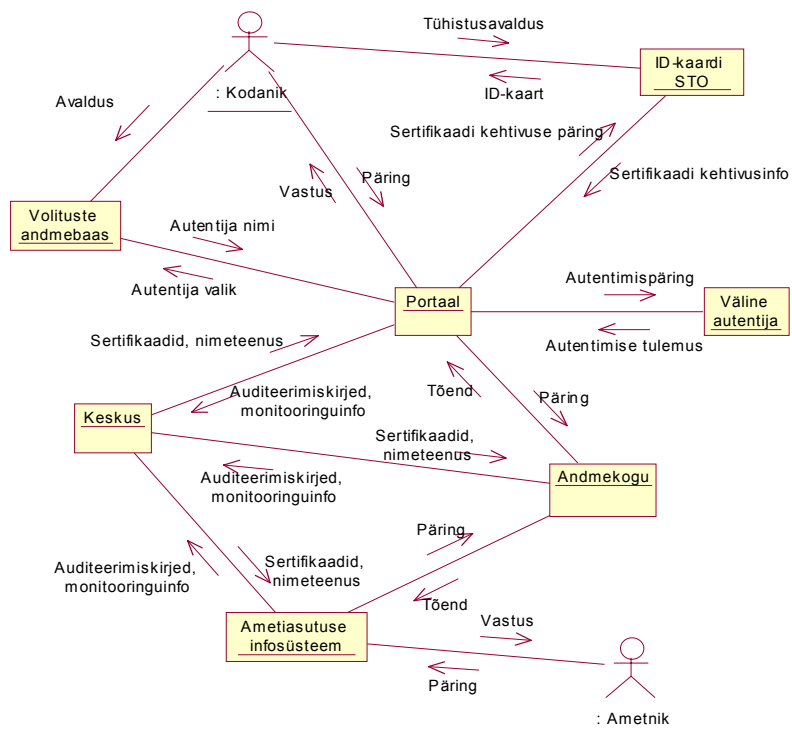 Tühistusavaldus
ID-kaardi
STO
ID-kaart
: Kodanik
Avaldus
Sertifikaadi kehtivuse päring
Sertifikaadi kehtivusinfo
Päring
Vastus
Volituste
andmebaas
Autentija nimi
Autentija valik
Portaal
Autentimispäring
Väline
autentija
Autentimise tulemus
Sertifikaadid, nimeteenus
Auditeerimiskirjed,
monitooringuinfo
Tõend
Päring
Keskus
Sertifikaadid,
nimeteenus
Auditeerimiskirjed,
monitooringuinfo
Andmekogu
Päring
Tõend
Auditeerimiskirjed,
monitooringuinfo
Sertifikaadid,
nimeteenus
Ametiasutuse
infosüsteem
Vastus
Päring
: Ametnik